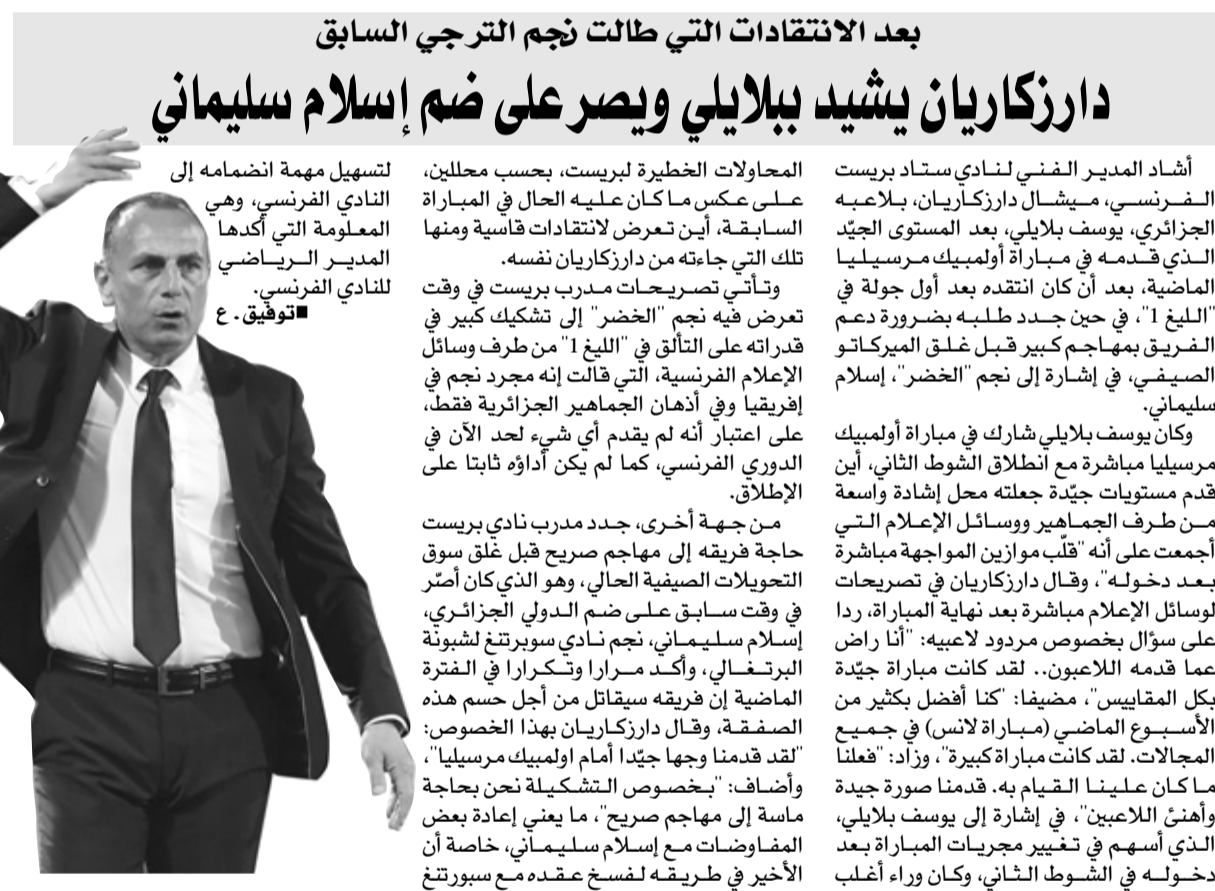 بعد الانتقادات التي طالت نجم الترجي السابق
دارزكاريان يشيد ببلايلي ويصر على ضم إسلام سليماني
أشاد المدير الفني لنادي ستاد بريست
الفرنسي، ميشال دارزكاريان، بلاعبه
الجزائري، يوسف بلايلي، بعد المستوى الجيّد
الذي قدمه في مباراة أولمبيك مرسيليا
الماضية، بعد أن كان انتقده بعد أول جولة في
"الليغ 1"، في حين جدد طلبه بضرورة دعم
الفريق بمهاجم كبير قبل غلق الميركاتو
الصيفي، في إشارة إلى نجم "الخضر"، إسلام
سليماني.
وكان يوسف بلايلي شارك في مباراة أولمبيك
مرسيليا مباشرة مع انطلاق الشوط الثاني، أين
قدم مستويات جيّدة جعلته محل إشادة واسعة
من طرف الجماهير ووسائل الإعلام التي
أجمعت على أنه "قلّب موازين المواجهة مباشرة
بعد دخوله"، وقال دارزكاريان في تصريحات
لوسائل الإعلام مباشرة بعد نهاية المباراة، ردا
على سؤال بخصوص مردود لاعبيه: "أنا راض
عما قدمه اللاعبون.. لقد كانت مباراة جيّدة
بكل المقاييس"، مضيفا: "كنا أفضل بكثير من
الأسبوع الماضي (مباراة لانس) في جميع
المجالات. لقد كانت مباراة كبيرة"، وزاد: "فعلنا
ما كان علينا القيام به. قدمنا صورة جيدة
وأهنئ اللاعبين"، في إشارة إلى يوسف بلايلي،
الذي أسهم في تغيير مجريات المباراة بعد
دخوله في الشوط الثاني، وكان وراء أغلب
المحاولات الخطيرة لبريست، بحسب محللين،
على عكس ما كان عليه الحال في المباراة
السابقة، أين تعرض لانتقادات قاسية ومنها
تلك التي جاءته من دارزكاريان نفسه.
وتأتي تصريحات مدرب بريست في وقت
تعرض فيه نجم "الخضر" إلى تشكيك كبير في
قدراته على التألق في "الليغ 1" من طرف وسائل
الإعلام الفرنسية، التي قالت إنه مجرد نجم في
إفريقيا وفي أذهان الجماهير الجزائرية فقط،
على اعتبار أنه لم يقدم أي شيء لحد الآن في
الدوري الفرنسي، كما لم يكن أداؤه ثابتا على
الإطلاق.
من جهة أخرى، جدد مدرب نادي بريست
حاجة فريقه إلى مهاجم صريح قبل غلق سوق
التحويلات الصيفية الحالي، وهو الذي كان أصّر
في وقت سابق على ضم الدولي الجزائري،
إسلام سليماني، نجم نادي سوبرتنغ لشبونة
البرتغالي، وأكد مرارا وتكرارا في الفترة
الماضية إن فريقه سيقاتل من أجل حسم هذه
الصفقة، وقال دارزكاريان بهذا الخصوص:
"لقد قدمنا وجها جيّدا أمام اولمبيك مرسيليا"،
وأضاف: "بخصوص التشكيلة نحن بحاجة
ماسة إلى مهاجم صريح"، ما يعني إعادة بعض
المفاوضات مع إسلام سليماني، خاصة أن
الأخير في طريقه لفسخ عقده مع سبورتنغ
لتسهيل مهمة انضمامه إلى
النادي الفرنسي، وهي
المعلومة التي أكدها
المدير الرياضي
للنادي الفرنسي.
■توفيق. ع